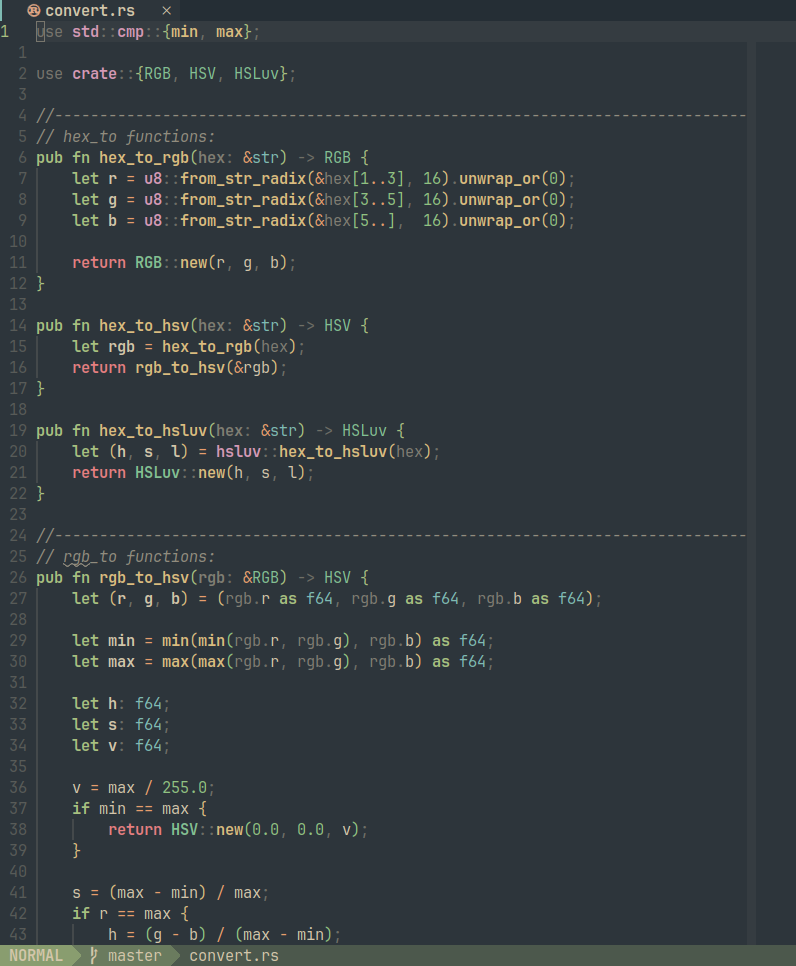 convert.rs ×
1 use std::cmp::{min, max};
1
2 use crate::{RGB, HSV, HSLuv};
3
4 //-----------------------------------------------------------------------------
5 // hex_to functions:
6 pub fn hex_to_rgb(hex: &str) -> RGB {
7     let r = u8::from_str_radix(&hex[1..3], 16).unwrap_or(0);
8     let g = u8::from_str_radix(&hex[3..5], 16).unwrap_or(0);
9     let b = u8::from_str_radix(&hex[5..],  16).unwrap_or(0);
10
11     return RGB::new(r, g, b);
12 }
13
14 pub fn hex_to_hsv(hex: &str) -> HSV {
15     let rgb = hex_to_rgb(hex);
16     return rgb_to_hsv(&rgb);
17 }
18
19 pub fn hex_to_hsluv(hex: &str) -> HSLuv {
20     let (h, s, l) = hsluv::hex_to_hsluv(hex);
21     return HSLuv::new(h, s, l);
22 }
23
24 //-----------------------------------------------------------------------------
25 // rgb_to functions:
26 pub fn rgb_to_hsv(rgb: &RGB) -> HSV {
27     let (r, g, b) = (rgb.r as f64, rgb.g as f64, rgb.b as f64);
28
29     let min = min(min(rgb.r, rgb.g), rgb.b) as f64;
30     let max = max(max(rgb.r, rgb.g), rgb.b) as f64;
31
32     let h: f64;
33     let s: f64;
34     let v: f64;
35
36     v = max / 255.0;
37     if min == max {
38         return HSV::new(0.0, 0.0, v);
39     }
40
41     s = (max - min) / max;
42     if r == max {
43         h = (g - b) / (max - min);
NORMAL master convert.rs